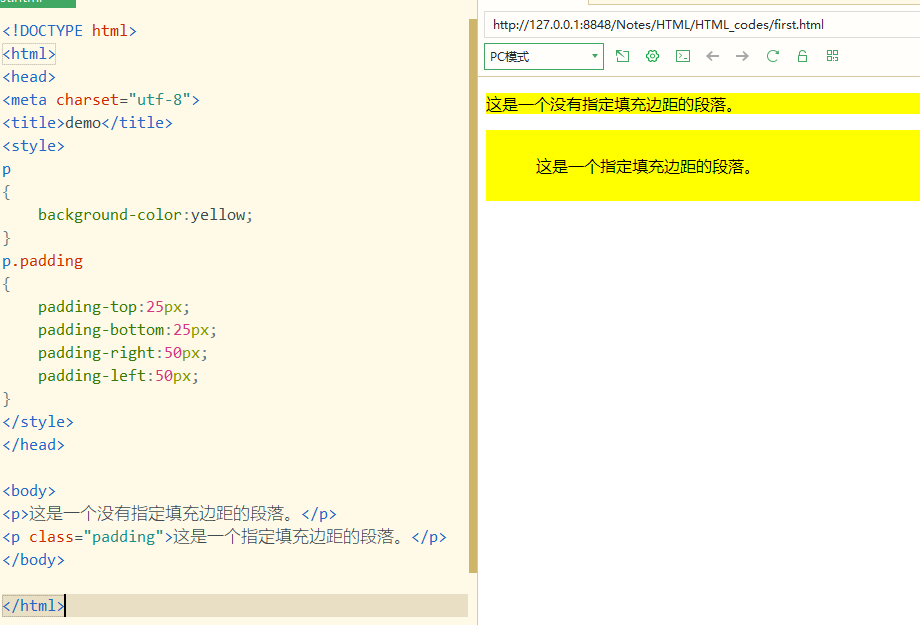 <!DOCTYPE html>
<html>
<head>
<meta charset="utf-8">
<title>demo</title>
<style>
p
{
    background-color:yellow;
}
p.padding
{
    padding-top:25px;
    padding-bottom:25px;
    padding-right:50px;
    padding-left:50px;
}
</style>
</head>
<body>
<p>这是一个没有指定填充边距的段落。</p>
<p class="padding">这是一个指定填充边距的段落。</p>
</body>
</html>
http://127.0.0.1:8848/Notes/HTML/HTML_codes/first.html
PC模式
这是一个没有指定填充边距的段落。
这是一个指定填充边距的段落。